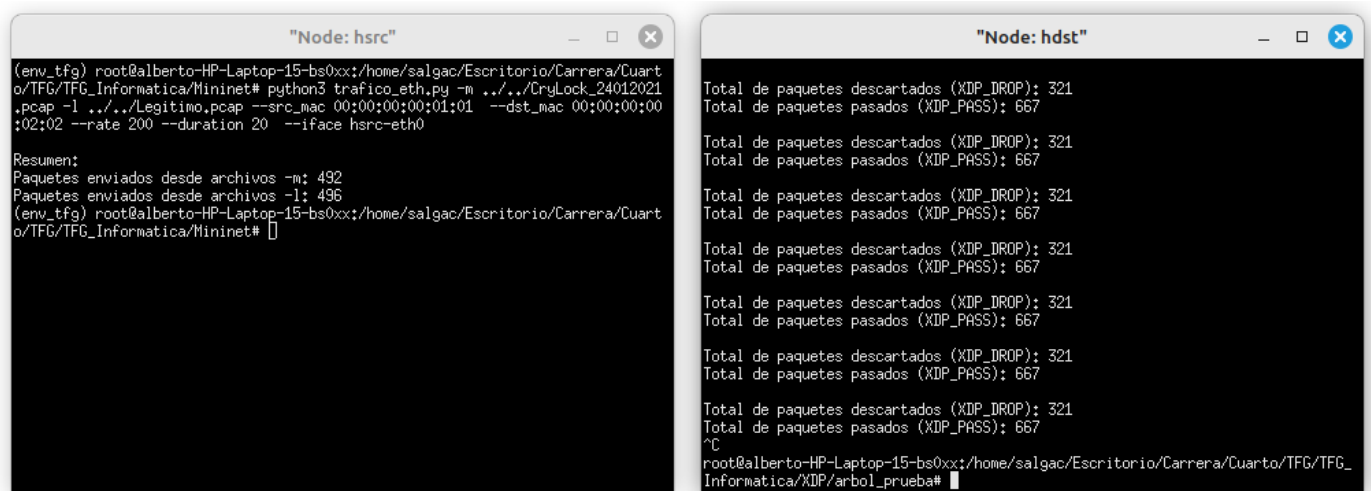 "Node: hsrc"
(env_tfg) root@alberto-HP-Laptop-15-bs0xx:/home/salgac/Escritorio/Carrera/Cuart
o/TFG/TFG_Informatica/Mininet# python3 trafico_eth.py -m ../../CryLock_24012021
.pcap -l ../../Legitimo.pcap --src_mac 00:00:00:00:01:01  --dst_mac 00:00:00:00
:02:02 --rate 200 --duration 20  --iface hsrc-eth0
Resumen:
Paquetes enviados desde archivos -m: 492
Paquetes enviados desde archivos -l: 496
(env_tfg) root@alberto-HP-Laptop-15-bs0xx:/home/salgac/Escritorio/Carrera/Cuart
o/TFG/TFG_Informatica/Mininet#
"Node: hdst"
Total de paquetes descartados (XDP_DROP): 321
Total de paquetes pasados (XDP_PASS): 667
Total de paquetes descartados (XDP_DROP): 321
Total de paquetes pasados (XDP_PASS): 667
Total de paquetes descartados (XDP_DROP): 321
Total de paquetes pasados (XDP_PASS): 667
Total de paquetes descartados (XDP_DROP): 321
Total de paquetes pasados (XDP_PASS): 667
Total de paquetes descartados (XDP_DROP): 321
Total de paquetes pasados (XDP_PASS): 667
Total de paquetes descartados (XDP_DROP): 321
Total de paquetes pasados (XDP_PASS): 667
Total de paquetes descartados (XDP_DROP): 321
Total de paquetes pasados (XDP_PASS): 667
^C
root@alberto-HP-Laptop-15-bs0xx:/home/salgac/Escritorio/Carrera/Cuarto/TFG/TFG_
Informatica/XDP/arbol_prueba#